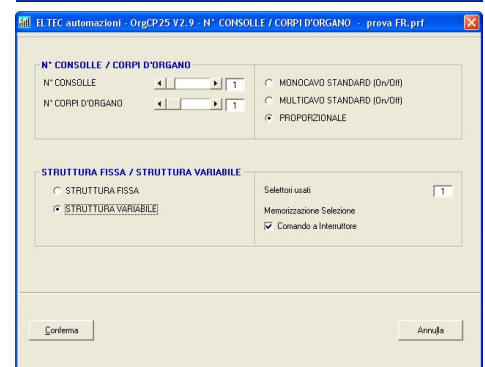 ELTEC automazioni - OrgCP25 V2.9 - N° CONSOLLE / CORPI D'ORGANO - prova FR.prf
N° CONSOLLE / CORPI D'ORGANO
N° CONSOLLE 1
N° CORPI D'ORGANO 1
MONOCAVO STANDARD (On/Off)
MULTICAVO STANDARD (On/Off)
PROPORZIONALE
STRUTTURA FISSA / STRUTTURA VARIABILE
STRUTTURA FISSA
STRUTTURA VARIABILE
Selettori usati 1
Memorizzazione Selezione
Comando a Interruttore
Conferma
Annulla